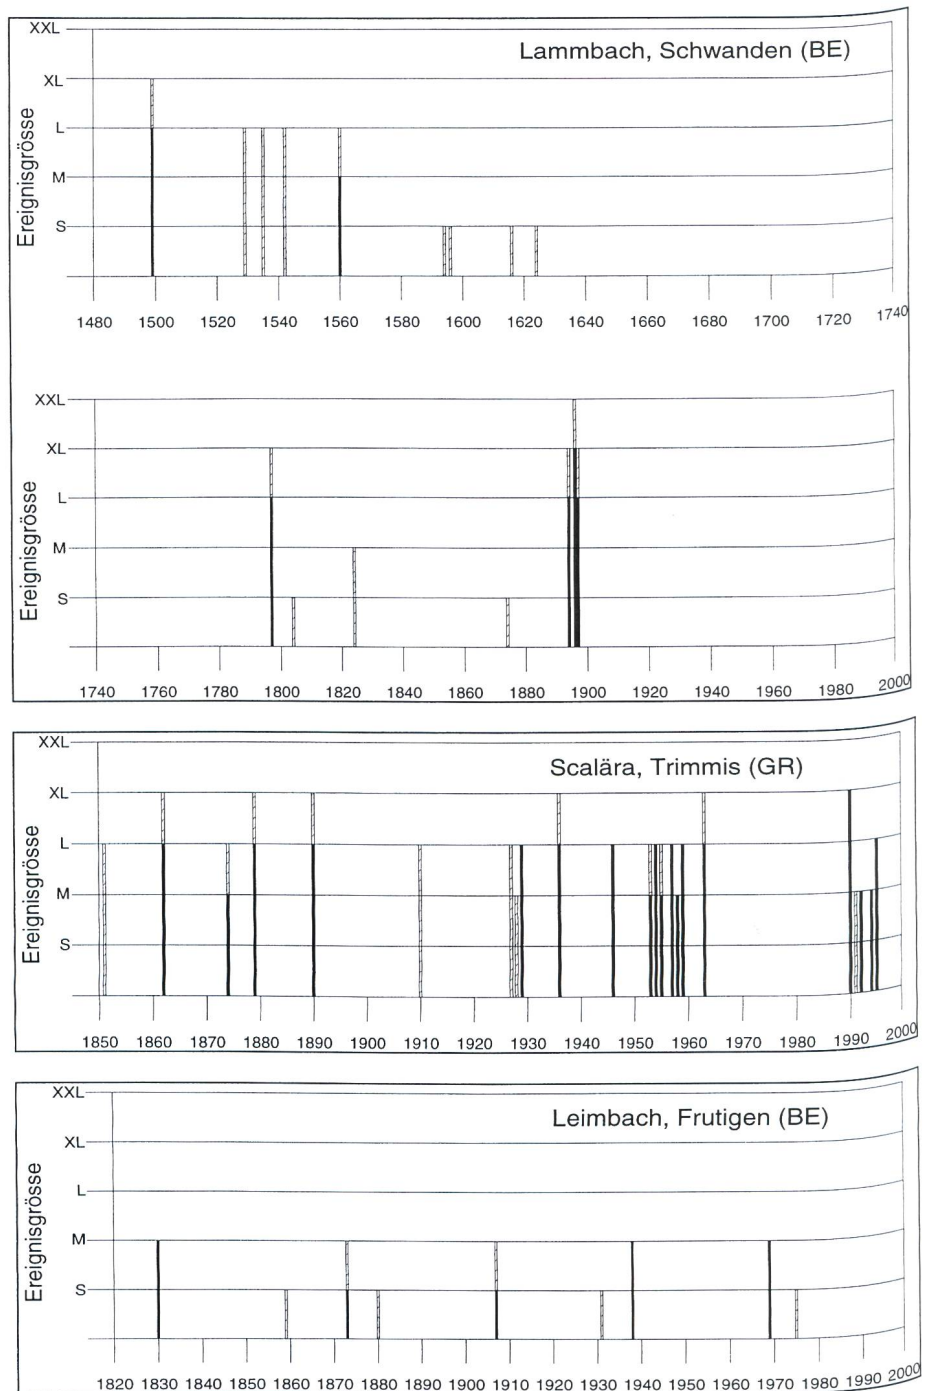 Lammbach, Schwanden (BE)
Ereignisgrösse
XXL
XL
L
M
S
1480 1500 1520 1540 1560 1580 1600 1620 1640 1660 1680 1700 1720 1740
Ereignisgrösse
XXL
XL
L
M
S
1740 1760 1780 1800 1820 1840 1860 1880 1900 1920 1940 1960 1980 2000
Scalära, Trimmis (GR)
Ereignisgrösse
XXL
XL
L
M
S
1850 1860 1870 1880 1890 1900 1910 1920 1930 1940 1950 1960 1970 1980 1990 2000
Leimbach, Frutigen (BE)
Ereignisgrösse
XXL
XL
L
M
S
1820 1830 1840 1850 1860 1870 1880 1890 1900 1910 1920 1930 1940 1950 1960 1970 1980 1990 2000